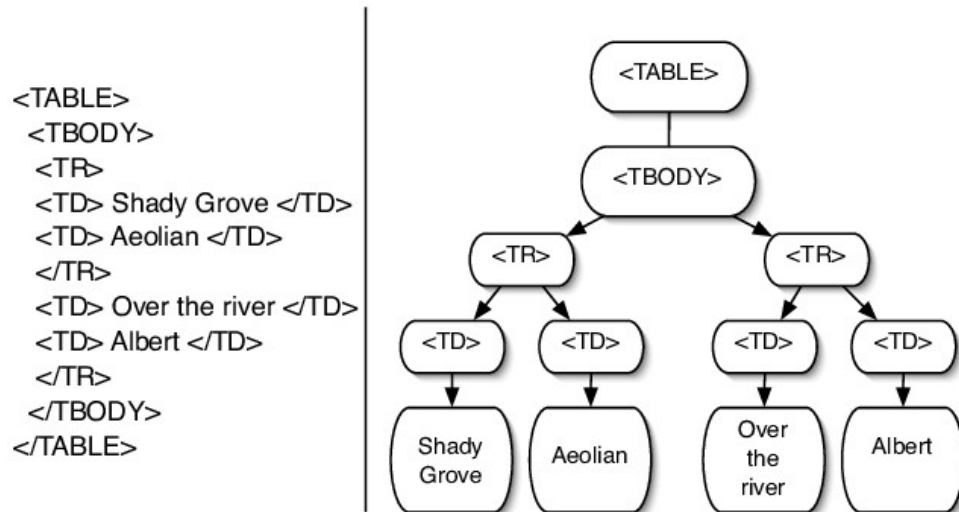 <TABLE>
<TBODY>
<TR>
<TD> Shady Grove </TD>
<TD> Aeolian </TD>
</TR>
<TD> Over the river </TD>
<TD> Albert </TD>
</TR>
</TBODY>
</TABLE>
<TABLE>
<TBODY>
<TR>
<TR>
<TD>
<TD>
<TD>
<TD>
Shady
Grove
Aeolian
Over
the
river
Albert